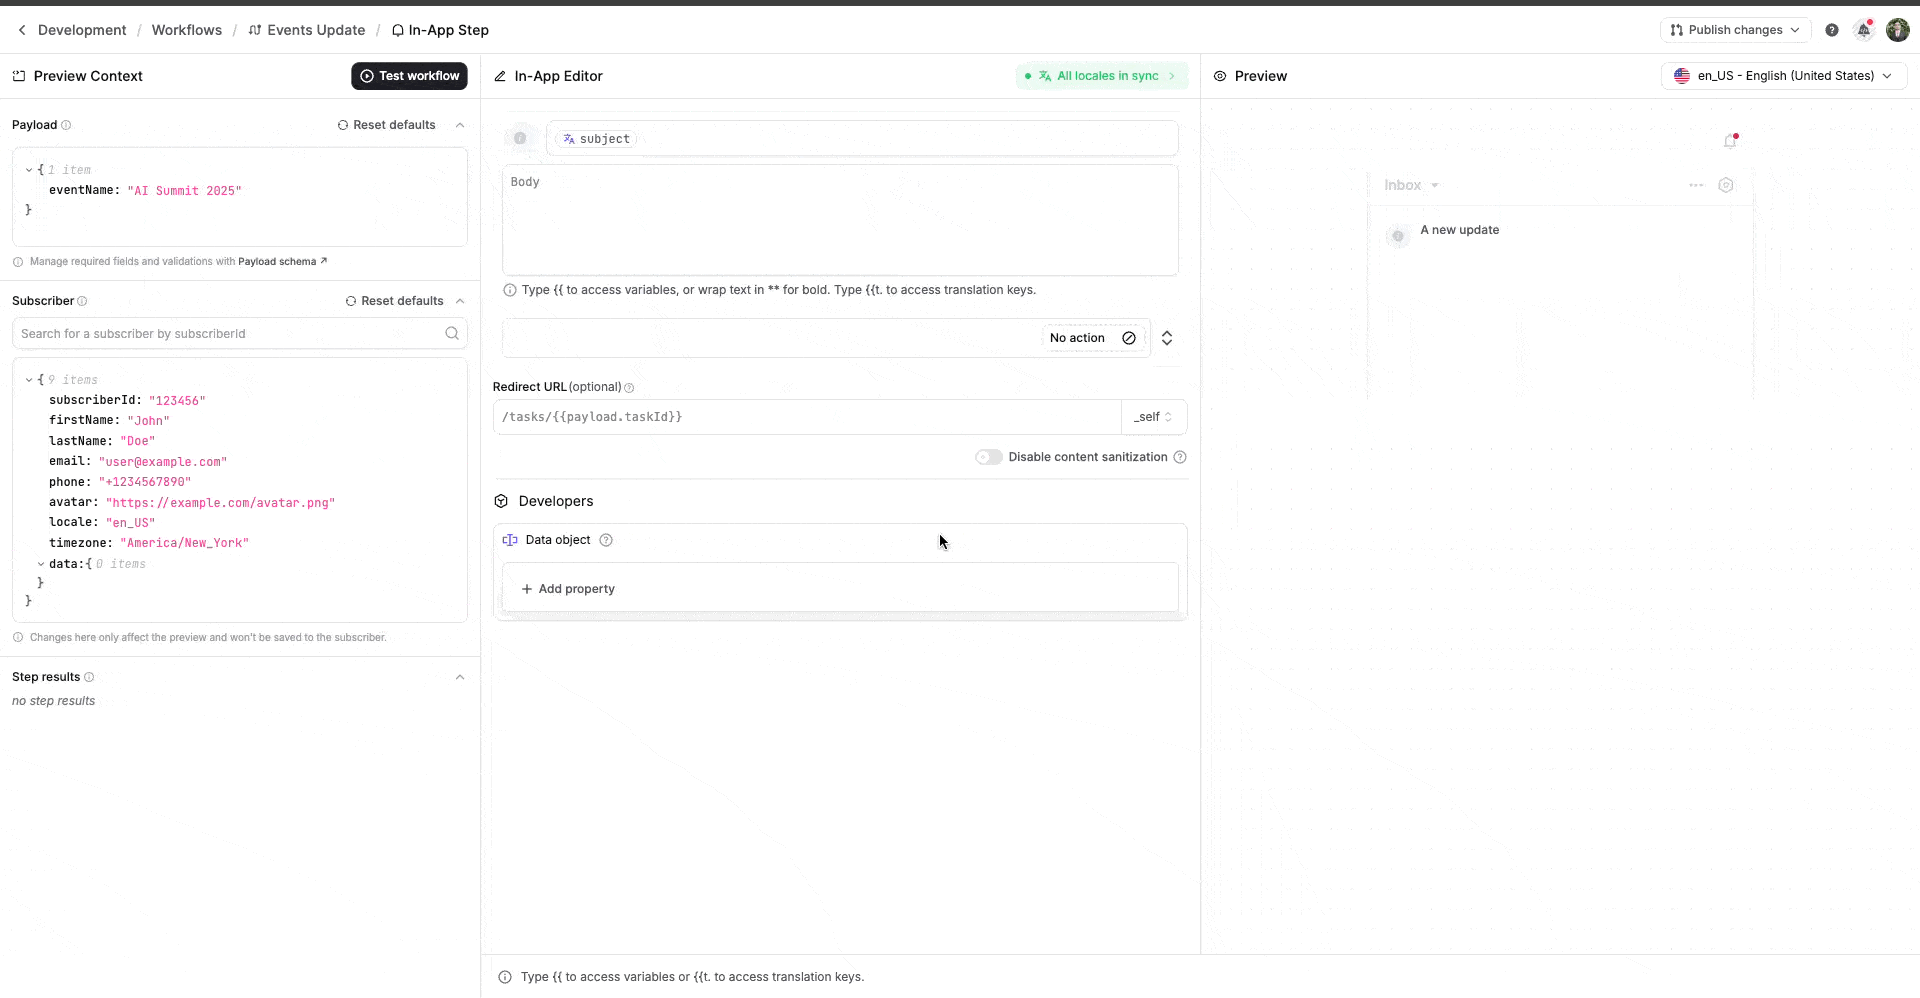 Development / Workflows / Events Update / In-App Step
Publish changes
Preview Context
Test workflow
In-App Editor
All locales in sync
Preview
en_US - English (United States)
Payload
Reset defaults
{ 1 item
eventName: "AI Summit 2025"
}
Manage required fields and validations with Payload schema ↗
Subscriber
Reset defaults
Search for a subscriber by subscriberId
{ 9 items
subscriberId: "123456"
firstName: "John"
lastName: "Doe"
email: "user@example.com"
phone: "+1234567890"
avatar: "https://example.com/avatar.png"
locale: "en_US"
timezone: "America/New_York"
data:{ 0 items
}
}
Changes here only affect the preview and won't be saved to the subscriber.
Step results
no step results
subject
Body
Type {{ to access variables, or wrap text in ** for bold. Type {{t. to access translation keys.
No action
Redirect URL (optional)
/tasks/{{payload.taskId}}
_self
Disable content sanitization
Developers
Data object
+ Add property
Type {{ to access variables or {{t. to access translation keys.
Inbox
A new update